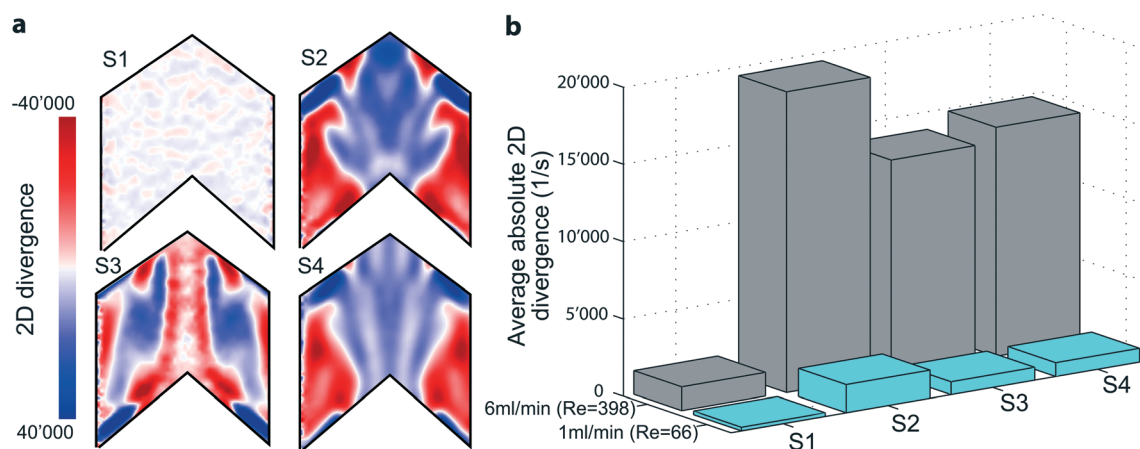 a
S1
S2
-40'000
2D divergence
40'000
S3
S4
b
20'000
15'000
10'000
5'000
0
Average absolute 2D
divergence (1/s)
6ml/min (Re=398)
1ml/min (Re=66)
S1
S2
S3
S4